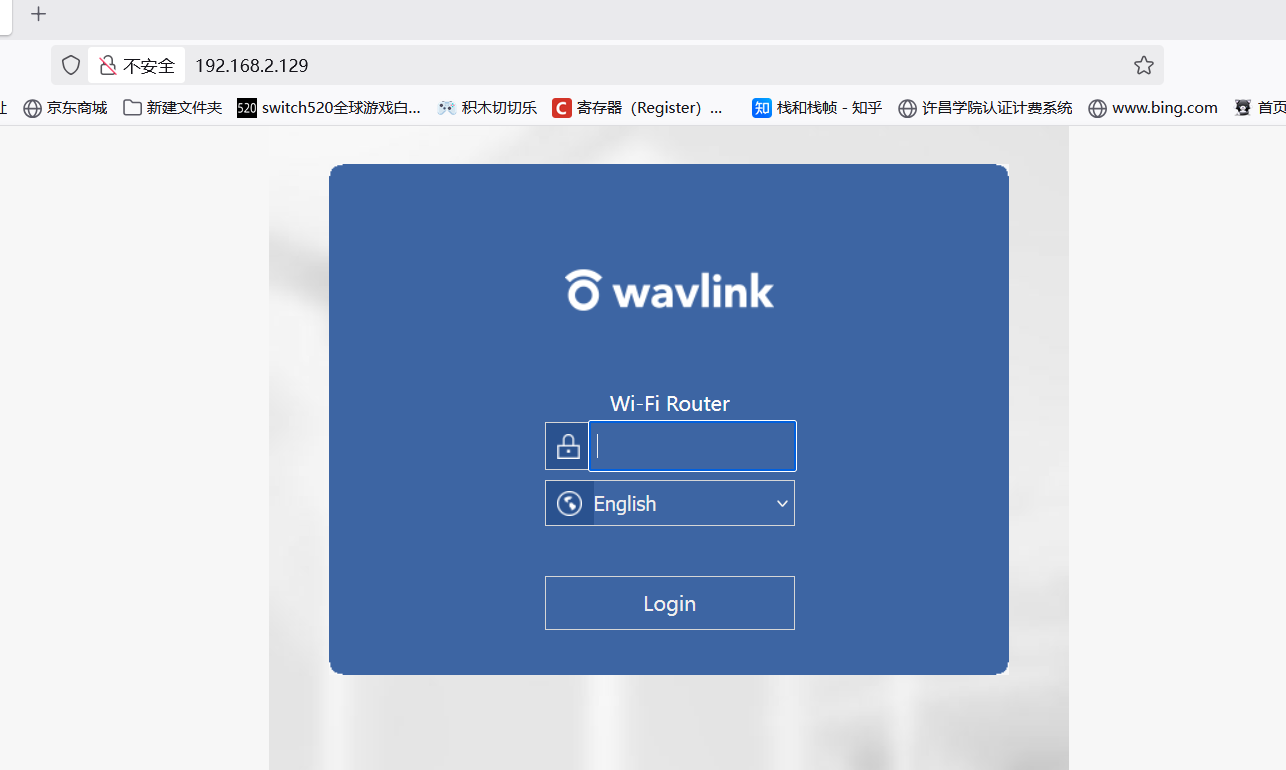 不安全 192.168.2.129
京东商城 新建文件夹 520 switch520全球游戏白... 积木切切乐 C 寄存器（Register）... 知 栈和栈帧 - 知乎 许昌学院认证计费系统 www.bing.com 首页
wavlink
Wi-Fi Router
English
Login